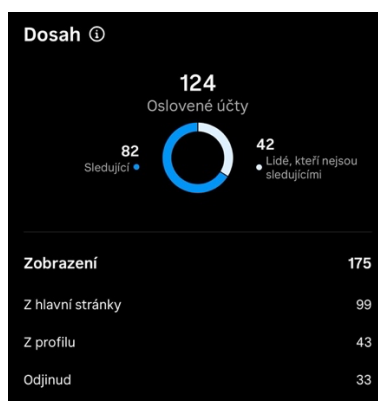 Dosah
124
Oslovené účty
82
Sledující
42
Lidé, kteří nejsou
sledujícími
Zobrazení 175
Z hlavní stránky 99
Z profilu 43
Odjinud 33